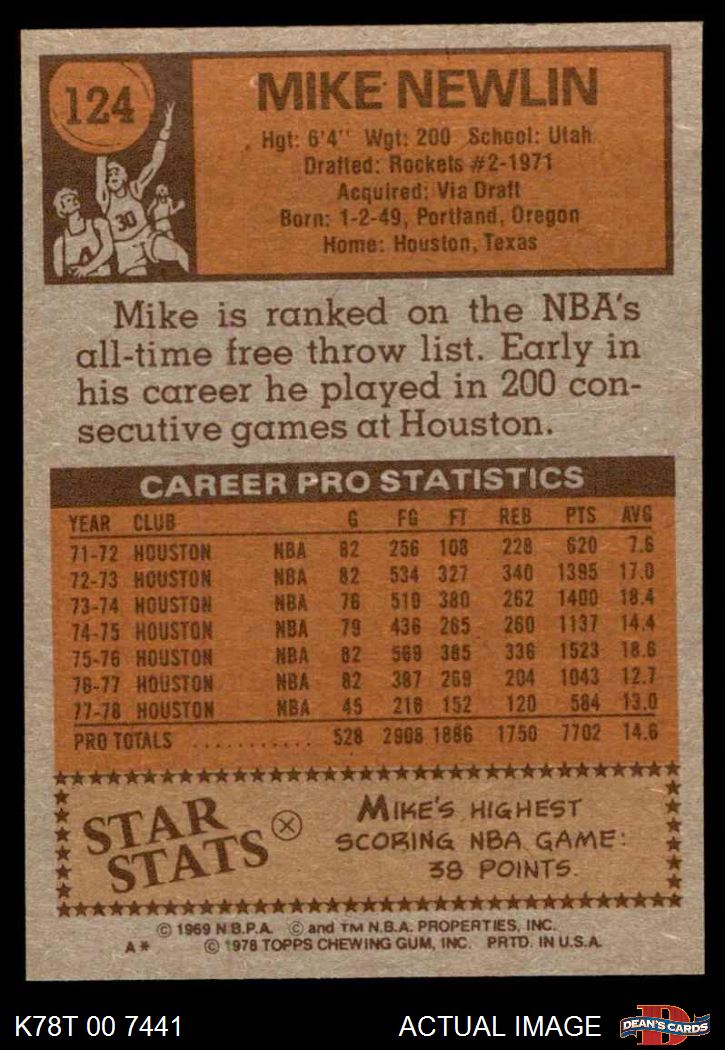 124
MIKE NEWLIN
Hgt: 6'4" Wgt: 200 School: Utah
Drafted: Rockets #2-1971
Acquired: Via Draft
Born: 1-2-49, Portland, Oregon
Home: Houston, Texas
30
Mike is ranked on the NBA's
all-time free throw list. Early in
his career he played in 200 con-
secutive games at Houston.
CAREER PRO STATISTICS
YEAR CLUB G FG FT REB PTS AVG
71-72 HOUSTON NBA 82 256 108 228 620 7.6
72-73 HOUSTON NBA 82 534 327 340 1395 17.0
73-74 HOUSTON NBA 76 510 380 262 1400 18.4
74-75 HOUSTON NBA 79 436 265 260 1137 14.4
75-76 HOUSTON NBA 82 569 385 336 1523 18.6
76-77 HOUSTON NBA 82 387 269 204 1043 12.7
77-78 HOUSTON NBA 45 216 152 120 584 13.0
PRO TOTALS ........... 528 2908 1886 1750 7702 14.6
STAR
STATS
MIKE'S HIGHEST
SCORING NBA GAME:
38 POINTS.
© 1969 N.B.P.A. © and TM N.B.A. PROPERTIES, INC.
A* © 1978 TOPPS CHEWING GUM, INC. PRTD. IN U.S.A.
K78T 00 7441
ACTUAL IMAGE
D
DEAN'S CARDS